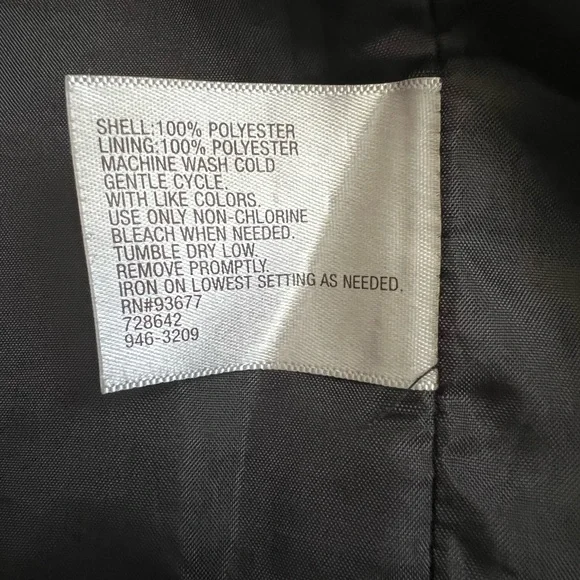 SHELL:100% POLYESTER
LINING:100% POLYESTER
MACHINE WASH COLD
GENTLE CYCLE.
WITH LIKE COLORS.
USE ONLY NON-CHLORINE
BLEACH WHEN NEEDED.
TUMBLE DRY LOW.
REMOVE PROMPTLY.
IRON ON LOWEST SETTING AS NEEDED.
RN#93677
728642
946-3209